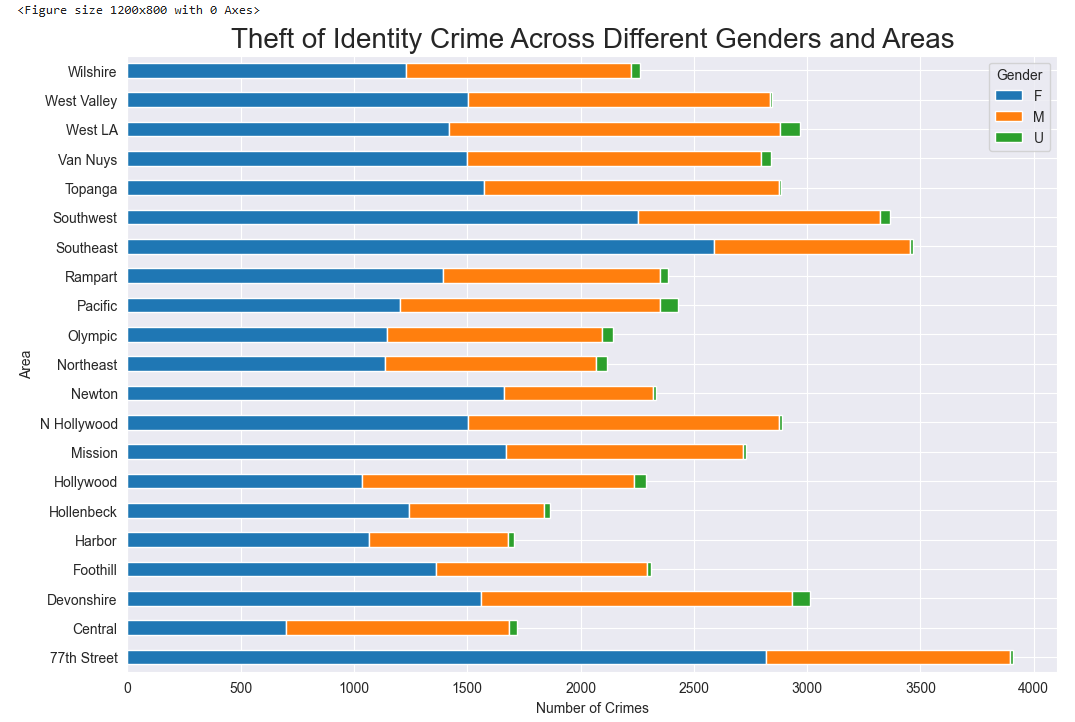 <Figure size 1200x800 with 0 Axes>
Theft of Identity Crime Across Different Genders and Areas
Wilshire
West Valley
West LA
Van Nuys
Topanga
Southwest
Southeast
Rampart
Pacific
Olympic
Northeast
Newton
N Hollywood
Mission
Hollywood
Hollenbeck
Harbor
Foothill
Devonshire
Central
77th Street
Area
Gender
F
M
U
0 500 1000 1500 2000 2500 3000 3500 4000
Number of Crimes